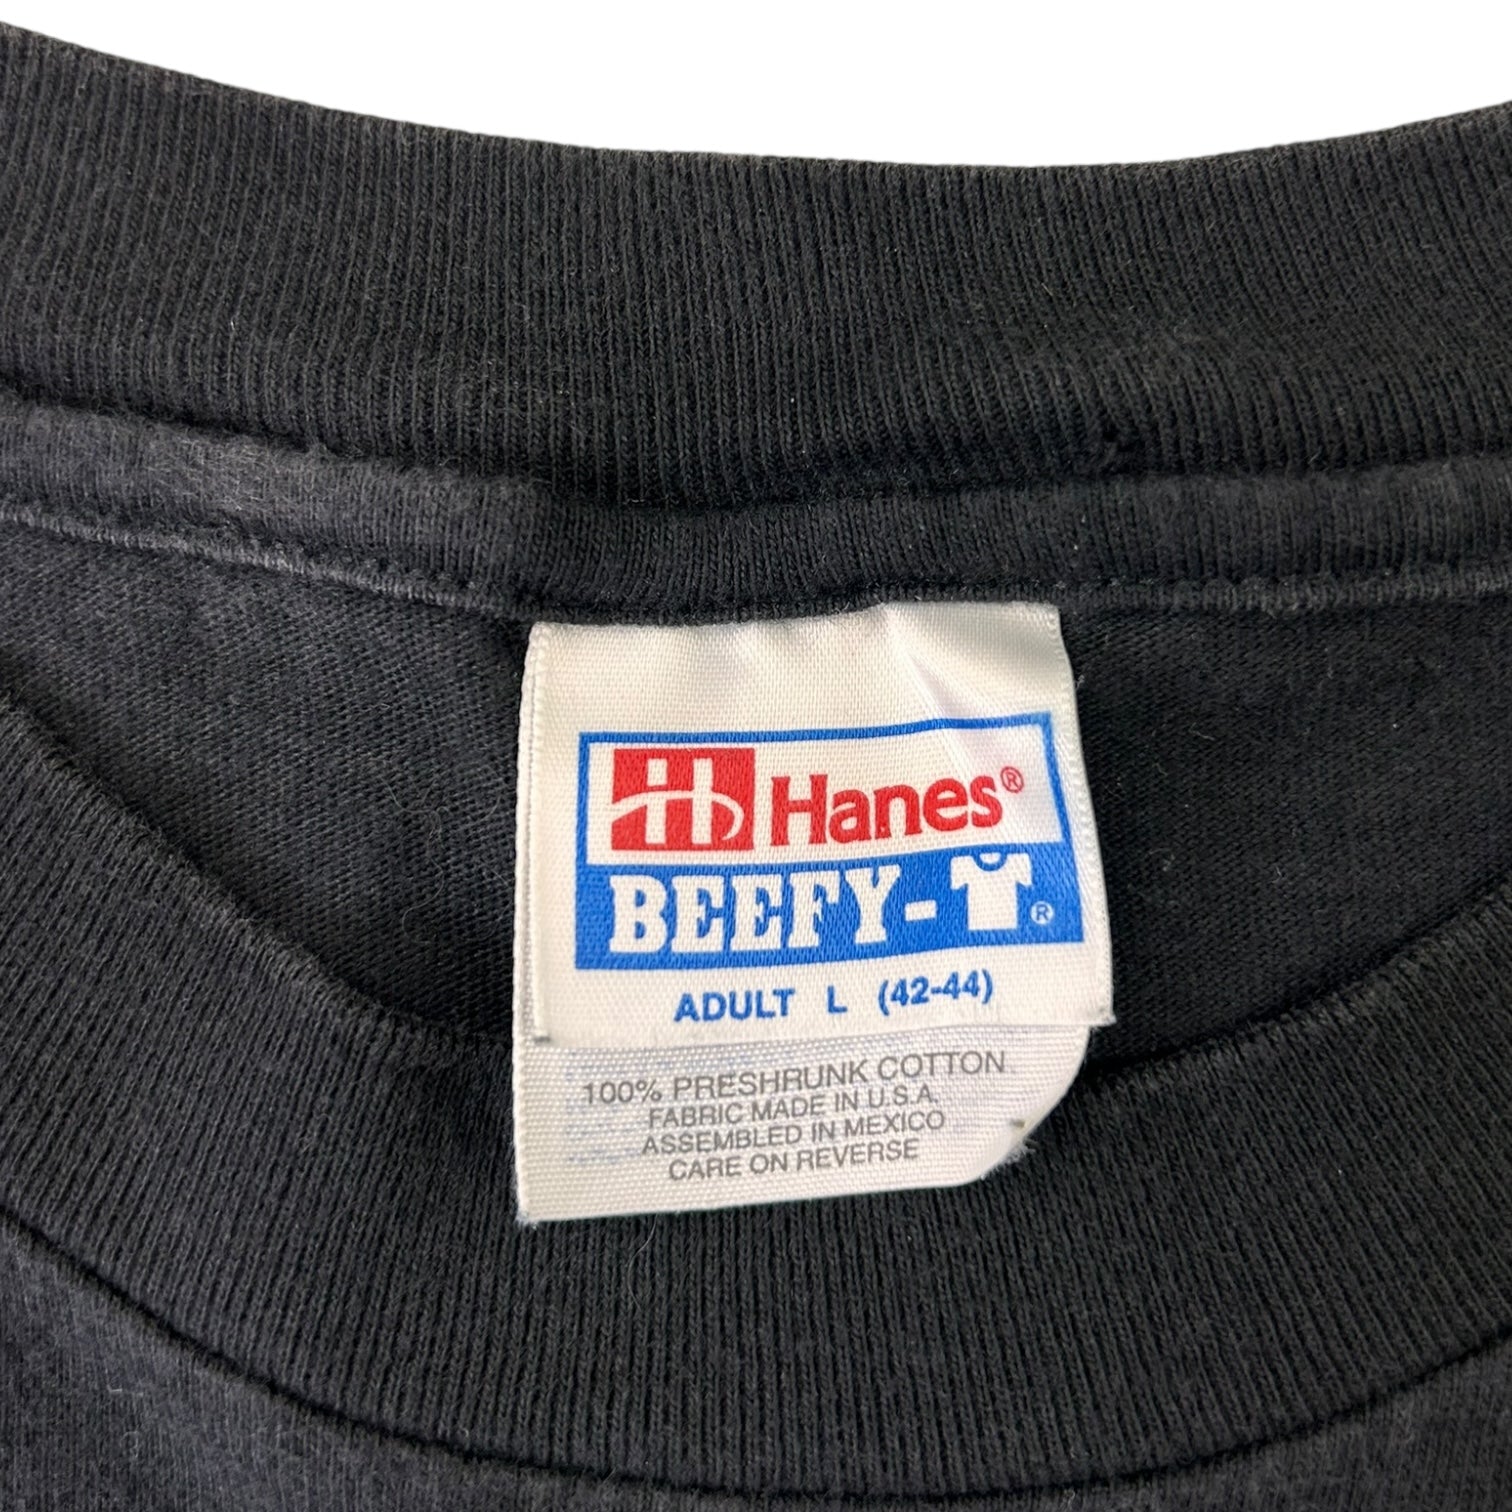 Hanes®
BEEFY-T®
ADULT L (42-44)
100% PRESHRUNK COTTON
FABRIC MADE IN U.S.A.
ASSEMBLED IN MEXICO
CARE ON REVERSE